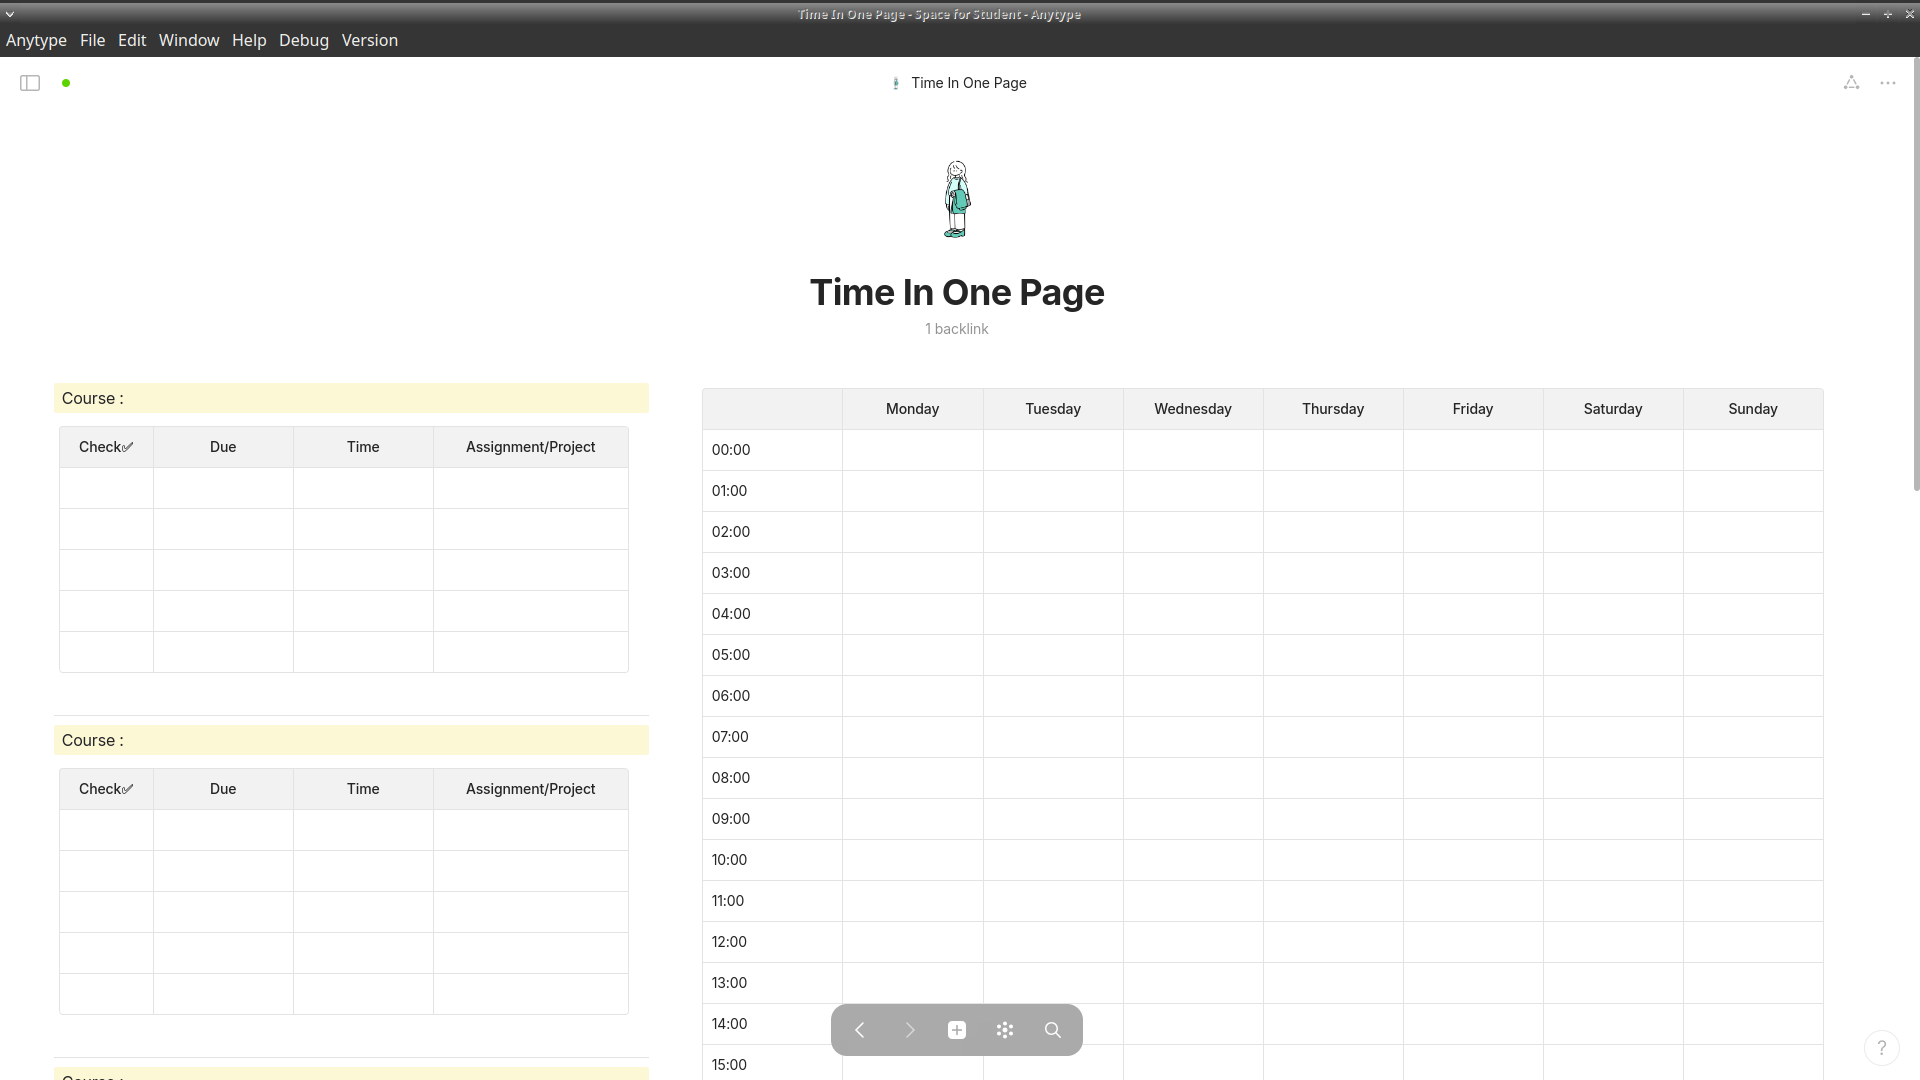 Time In One Page - Space for Student - Anytype
Anytype File Edit Window Help Debug Version
Time In One Page
Time In One Page
1 backlink
Course :
Check✅ Due Time Assignment/Project
Course :
Check✅ Due Time Assignment/Project
Course :
Monday Tuesday Wednesday Thursday Friday Saturday Sunday
00:00
01:00
02:00
03:00
04:00
05:00
06:00
07:00
08:00
09:00
10:00
11:00
12:00
13:00
14:00
15:00
?